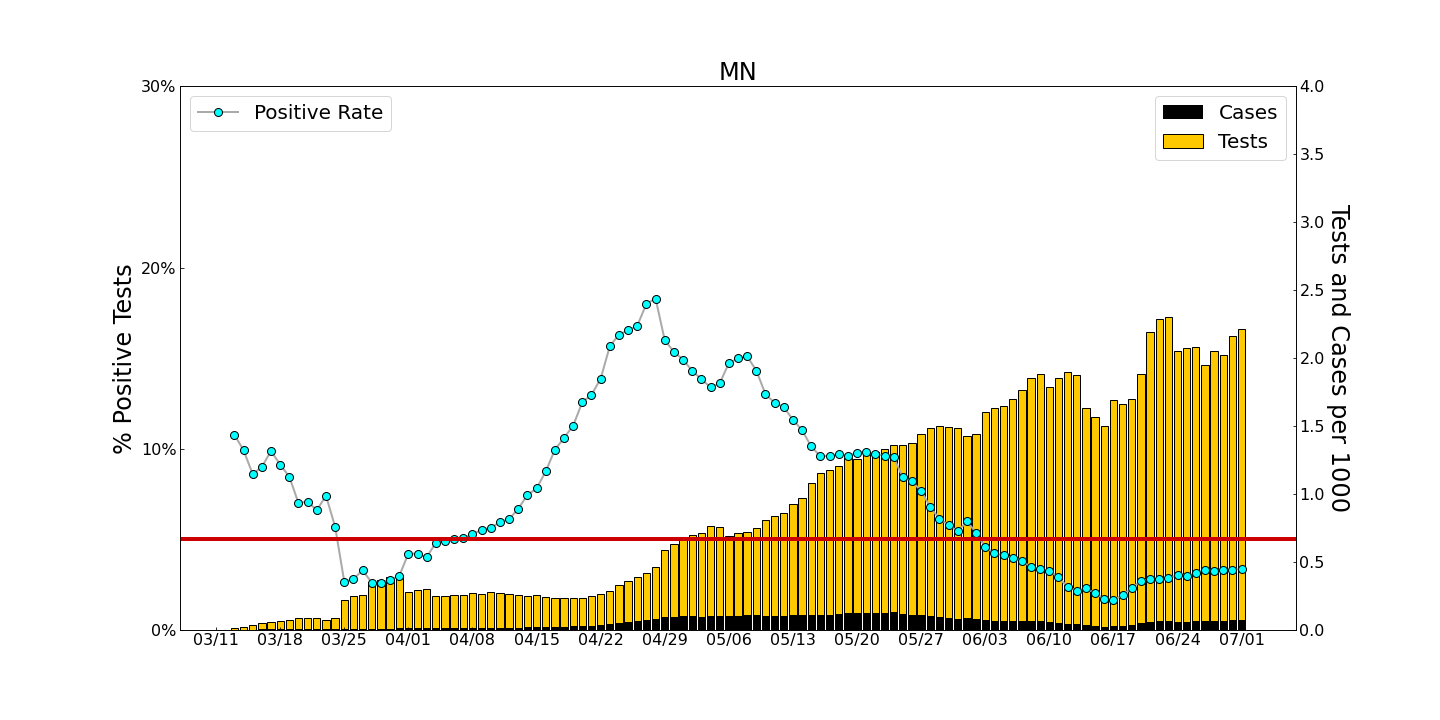 MN
30%
20%
10%
0%
% Positive Tests
Positive Rate
Cases
Tests
4.0
3.5
3.0
2.5
2.0
1.5
1.0
0.5
0.0
Tests and Cases per 1000
03/11 03/18 03/25 04/01 04/08 04/15 04/22 04/29 05/06 05/13 05/20 05/27 06/03 06/10 06/17 06/24 07/01